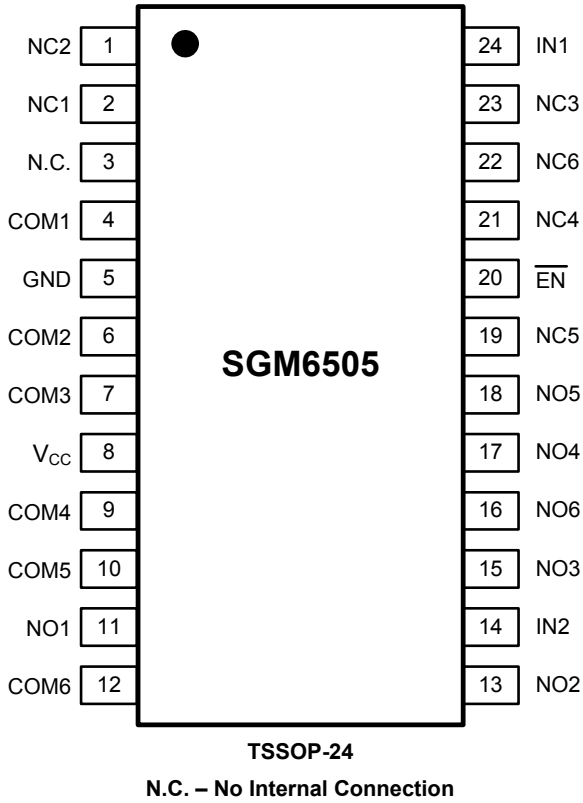 NC2 1 24 IN1
NC1 2 23 NC3
N.C. 3 22 NC6
COM1 4 21 NC4
GND 5 20 E̅N̅
COM2 6 19 NC5
SGM6505
COM3 7 18 NO5
VCC 8 17 NO4
COM4 9 16 NO6
COM5 10 15 NO3
NO1 11 14 IN2
COM6 12 13 NO2
TSSOP-24
N.C. – No Internal Connection